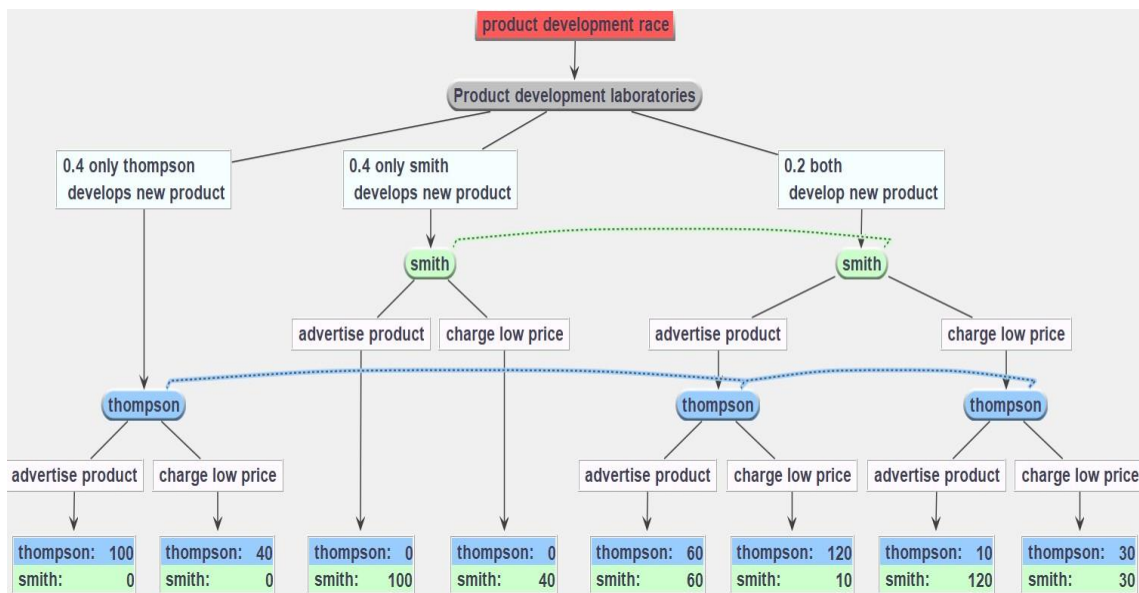 product development race
Product development laboratories
0.4 only thompson
develops new product
0.4 only smith
develops new product
0.2 both
develop new product
smith
smith
advertise product
charge low price
advertise product
charge low price
thompson
thompson
thompson
advertise product
charge low price
advertise product
charge low price
advertise product
charge low price
thompson: 100
smith: 0
thompson: 40
smith: 0
thompson: 0
smith: 100
thompson: 0
smith: 40
thompson: 60
smith: 60
thompson: 120
smith: 10
thompson: 10
smith: 120
thompson: 30
smith: 30